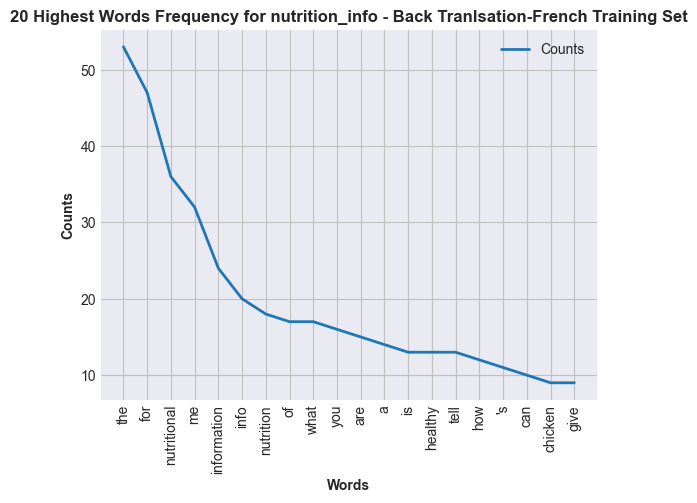 20 Highest Words Frequency for nutrition_info - Back Tranlsation-French Training Set
Counts
50
40
30
20
10
Counts
the
for
nutritional
me
information
info
nutrition
of
what
you
are
a
is
healthy
tell
how
's
can
chicken
give
Words